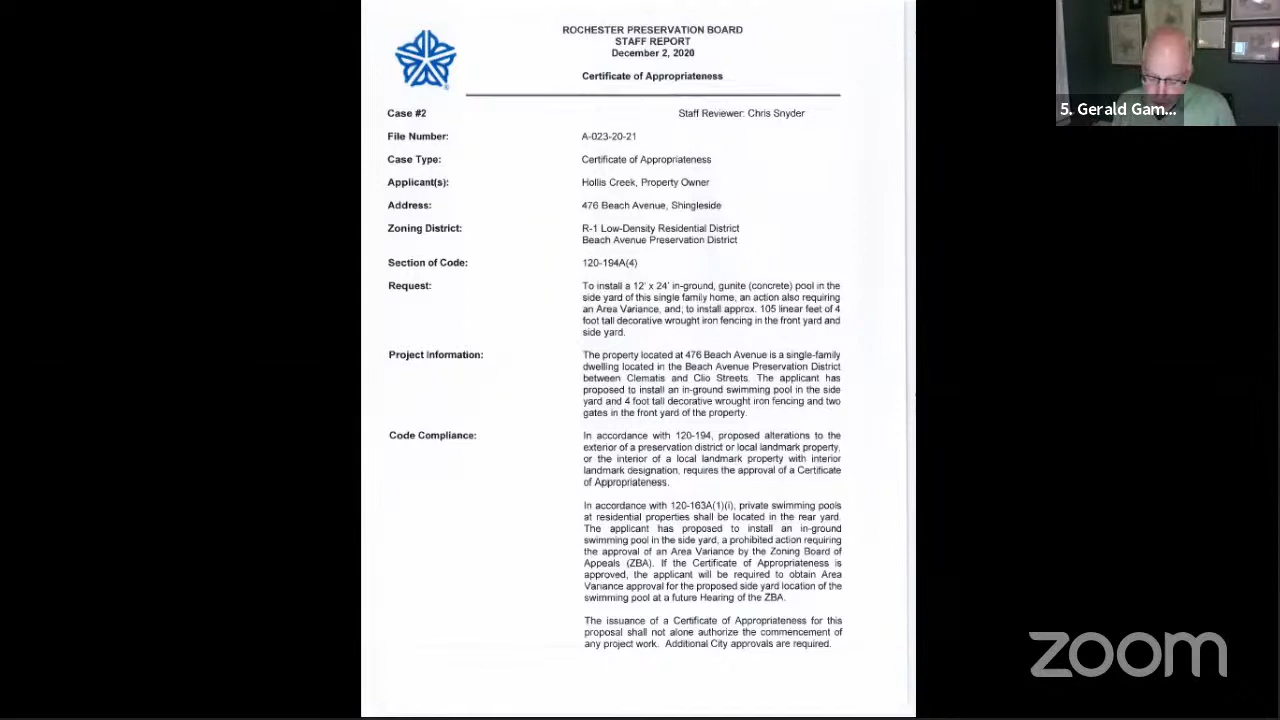 ROCHESTER PRESERVATION BOARD
STAFF REPORT
December 2, 2020
Certificate of Appropriateness
Case #2 Staff Reviewer: Chris Snyder
File Number: A-023-20-21
Case Type: Certificate of Appropriateness
Applicant(s): Hollis Creek, Property Owner
Address: 476 Beach Avenue, Shingleside
Zoning District: R-1 Low-Density Residential District
Beach Avenue Preservation District
Section of Code: 120-194A(4)
Request: To install a 12' x 24' in-ground, gunite (concrete) pool in the
side yard of this single family home, an action also requiring
an Area Variance, and; to install approx. 105 linear feet of 4
foot tall decorative wrought iron fencing in the front yard and
side yard.
Project Information: The property located at 476 Beach Avenue is a single-family
dwelling located in the Beach Avenue Preservation District
between Clematis and Clio Streets. The applicant has
proposed to install an in-ground swimming pool in the side
yard and 4 foot tall decorative wrought iron fencing and two
gates in the front yard of the property.
Code Compliance: In accordance with 120-194, proposed alterations to the
exterior of a preservation district or local landmark property,
or the interior of a local landmark property with interior
landmark designation, requires the approval of a Certificate
of Appropriateness.
In accordance with 120-163A(1)(i), private swimming pools
at residential properties shall be located in the rear yard.
The applicant has proposed to install an in-ground
swimming pool in the side yard, a prohibited action requiring
the approval of an Area Variance by the Zoning Board of
Appeals (ZBA). If the Certificate of Appropriateness is
approved, the applicant will be required to obtain Area
Variance approval for the proposed side yard location of the
swimming pool at a future Hearing of the ZBA.
The issuance of a Certificate of Appropriateness for this
proposal shall not alone authorize the commencement of
any project work. Additional City approvals are required.
5. Gerald Gam...
zoom